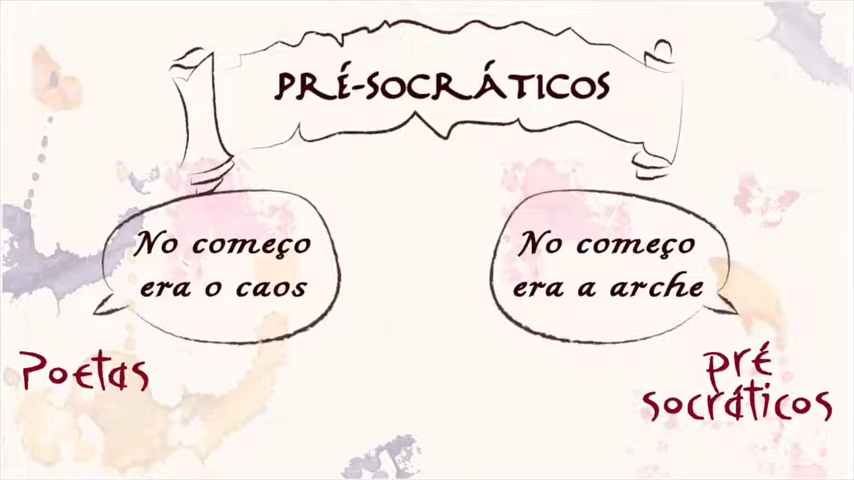 PRÉ-SOCRÁTICOS
No começo
era o caos
No começo
era a arche
Poetas
pré
socráticos